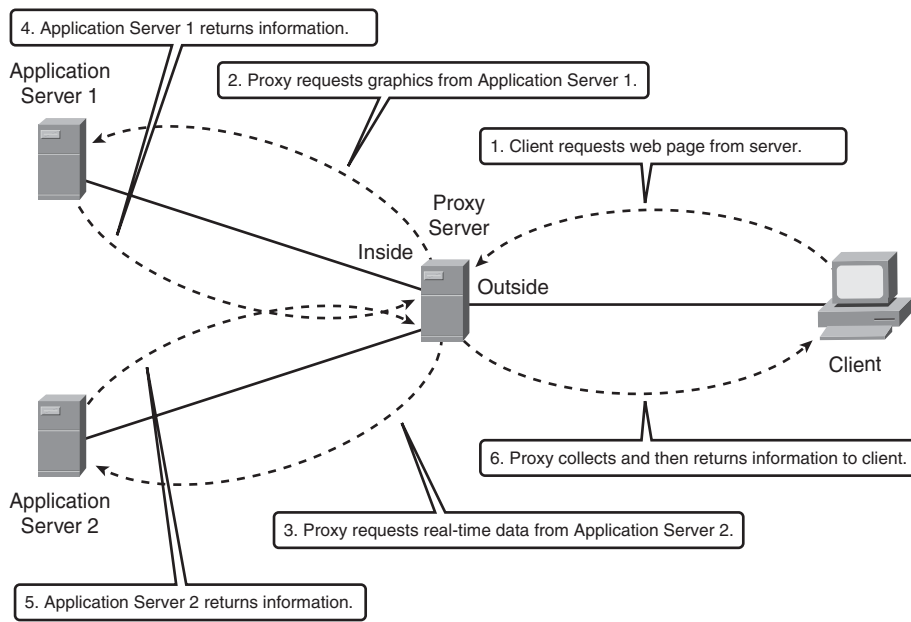 4. Application Server 1 returns information.
Application
Server 1
2. Proxy requests graphics from Application Server 1.
1. Client requests web page from server.
Proxy
Server
Inside
Outside
Client
6. Proxy collects and then returns information to client.
Application
Server 2
3. Proxy requests real-time data from Application Server 2.
5. Application Server 2 returns information.